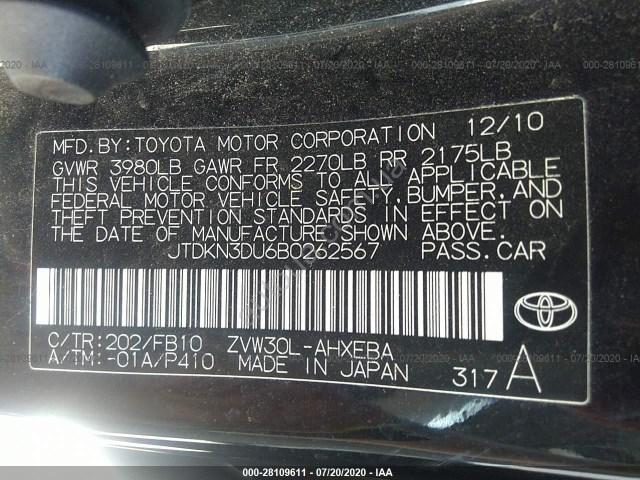 000-28109611 - 07/20/2020 - IAA
MFD.BY:TOYOTA MOTOR CORPORATION 12/10
GVWR 3980LB GAWR FR 2270LB RR 2175LB
THIS VEHICLE CONFORMS TO ALL APPLICABLE
FEDERAL MOTOR VEHICLE SAFETY,BUMPER,AND
THEFT PREVENTION STANDARDS IN EFFECT ON
THE DATE OF MANUFACTURE SHOWN ABOVE.
JTDKN3DU6B0262567 PASS.CAR
C/TR:202/FB10 ZVW30L-AHXEBA
A/TM:-01A/P410 MADE IN JAPAN
317A
000-28109611 - 07/20/2020 - IAA